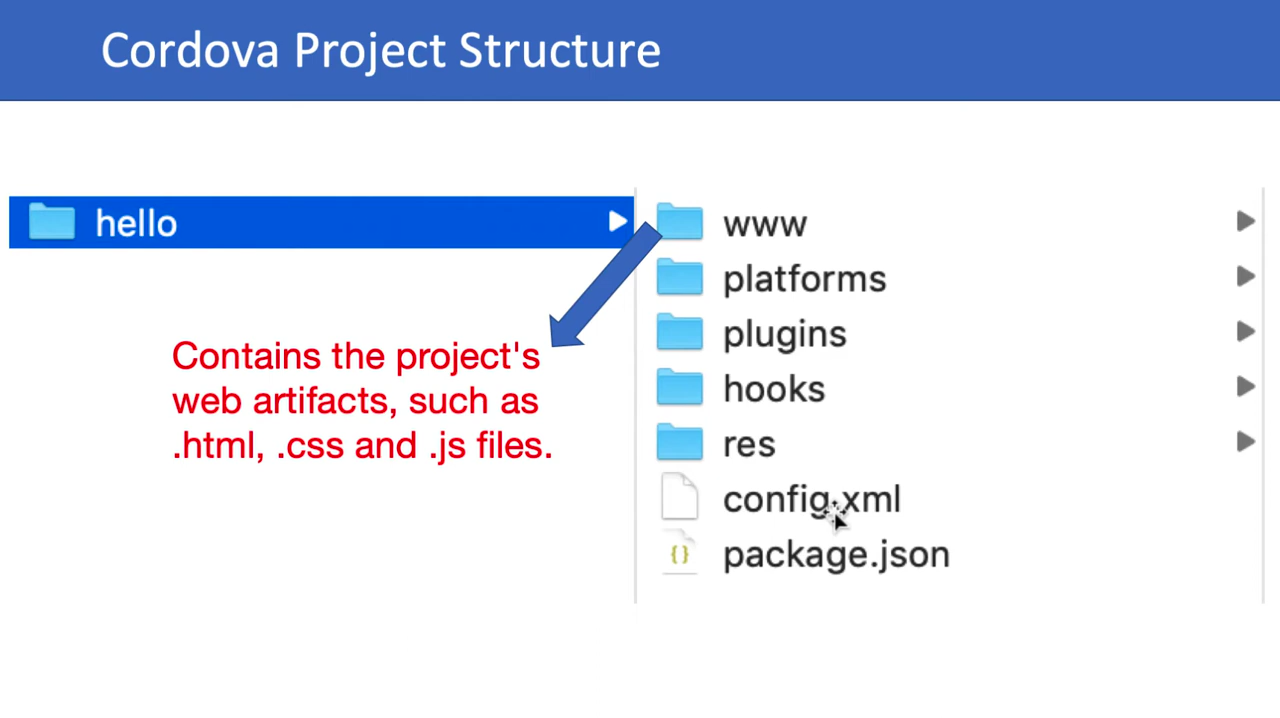 Cordova Project Structure
hello
www
platforms
plugins
hooks
res
config.xml
package.json
Contains the project's
web artifacts, such as
.html, .css and .js files.